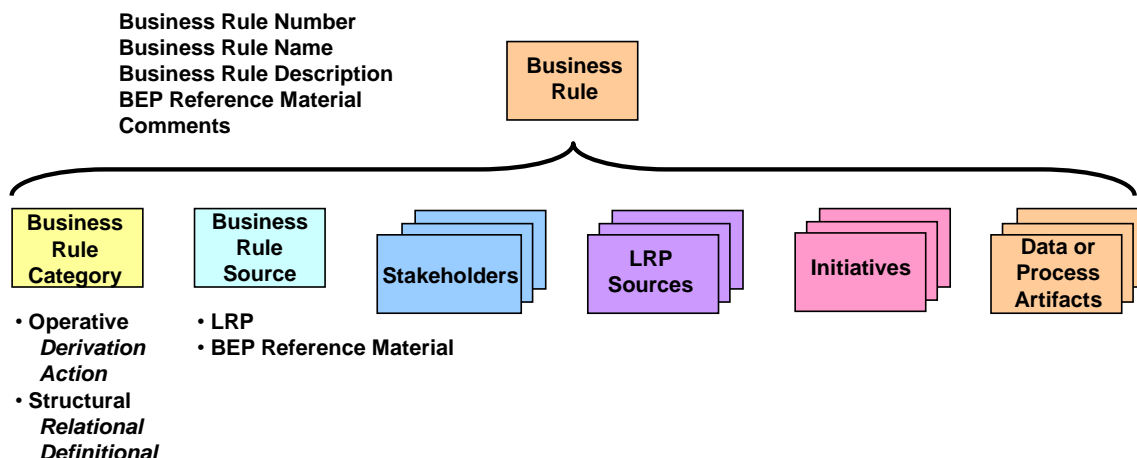 Business Rule Number
Business Rule Name
Business Rule Description
BEP Reference Material
Comments
Business
Rule
Business
Rule
Category
• Operative
Derivation
Action
• Structural
Relational
Definitional
Business
Rule
Source
• LRP
• BEP Reference Material
Stakeholders
LRP
Sources
Initiatives
Data or
Process
Artifacts